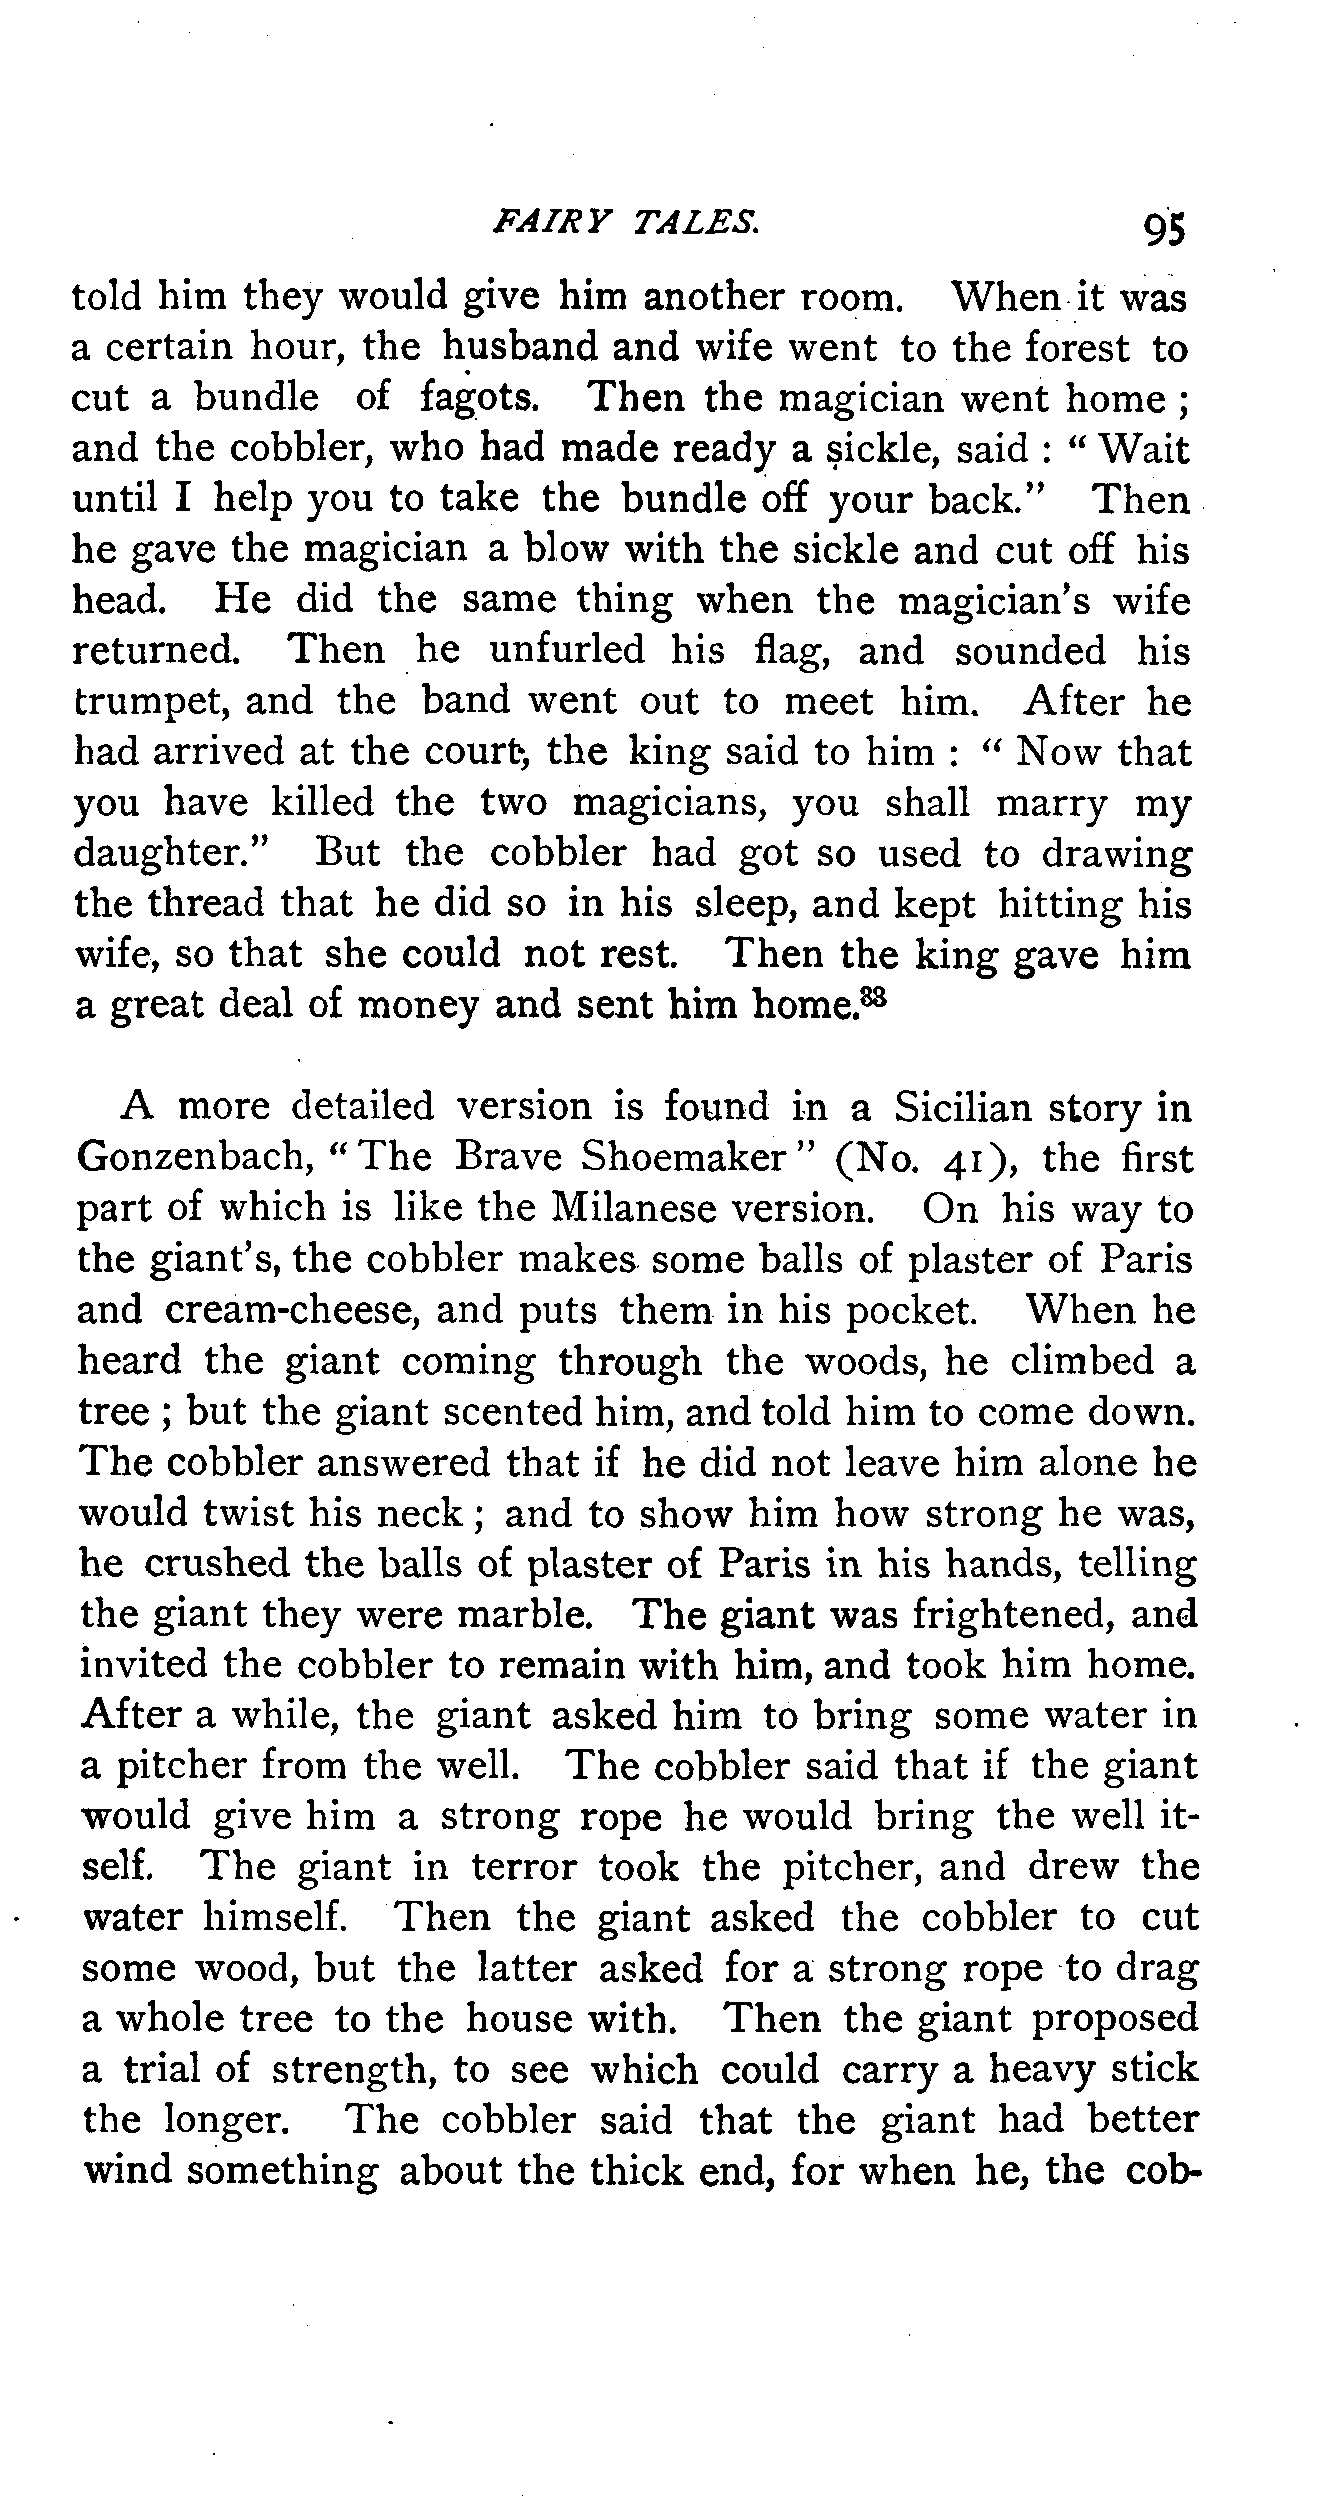 FAIRY TALES. 95
told him they would give him another room. When it was
a certain hour, the husband and wife went to the forest to
cut a bundle of fagots. Then the magician went home ;
and the cobbler, who had made ready a sickle, said : “ Wait
until I help you to take the bundle off your back.” Then
he gave the magician a blow with the sickle and cut off his
head. He did the same thing when the magician's wife
returned. Then he unfurled his flag, and sounded his
trumpet, and the band went out to meet him. After he
had arrived at the court, the king said to him : “ Now that
you have killed the two magicians, you shall marry my
daughter.” But the cobbler had got so used to drawing
the thread that he did so in his sleep, and kept hitting his
wife, so that she could not rest. Then the king gave him
a great deal of money and sent him home.⁸⁸
A more detailed version is found in a Sicilian story in
Gonzenbach, “ The Brave Shoemaker ” (No. 41), the first
part of which is like the Milanese version. On his way to
the giant's, the cobbler makes some balls of plaster of Paris
and cream-cheese, and puts them in his pocket. When he
heard the giant coming through the woods, he climbed a
tree ; but the giant scented him, and told him to come down.
The cobbler answered that if he did not leave him alone he
would twist his neck ; and to show him how strong he was,
he crushed the balls of plaster of Paris in his hands, telling
the giant they were marble. The giant was frightened, and
invited the cobbler to remain with him, and took him home.
After a while, the giant asked him to bring some water in
a pitcher from the well. The cobbler said that if the giant
would give him a strong rope he would bring the well it-
self. The giant in terror took the pitcher, and drew the
water himself. Then the giant asked the cobbler to cut
some wood, but the latter asked for a strong rope to drag
a whole tree to the house with. Then the giant proposed
a trial of strength, to see which could carry a heavy stick
the longer. The cobbler said that the giant had better
wind something about the thick end, for when he, the cob-